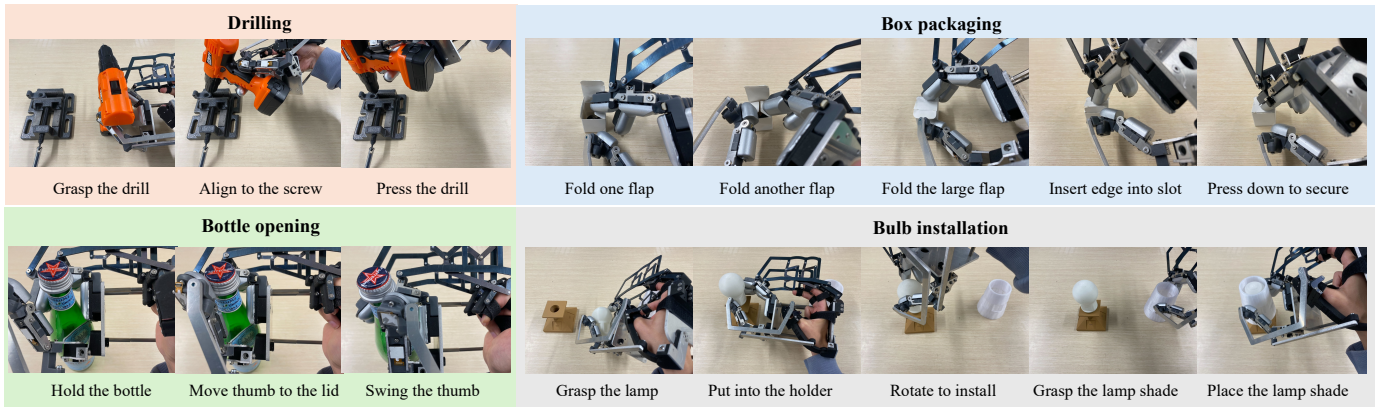 Drilling
Grasp the drill
Align to the screw
Press the drill
Box packaging
Fold one flap
Fold another flap
Fold the large flap
Insert edge into slot
Press down to secure
Bottle opening
Hold the bottle
Move thumb to the lid
Swing the thumb
Bulb installation
Grasp the lamp
Put into the holder
Rotate to install
Grasp the lamp shade
Place the lamp shade